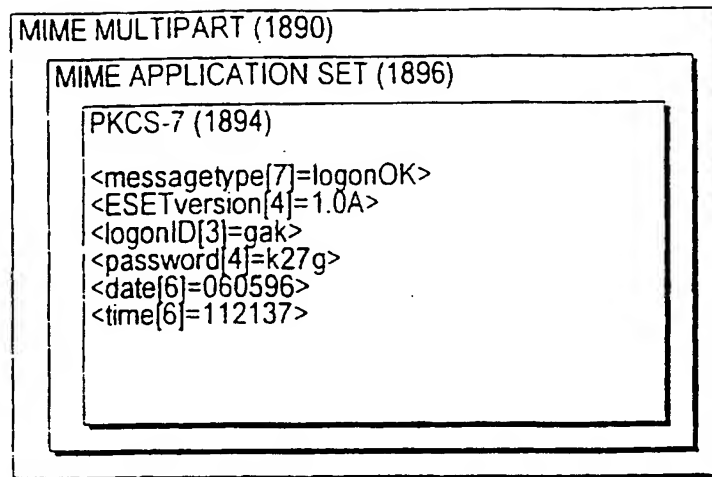 MIME MULTIPART (1890)
MIME APPLICATION SET (1896)
PKCS-7 (1894)
<messagetype[7]=logonOK>
<ESETversion[4]=1.0A>
<logonID[3]=gak>
<password[4]=k27g>
<date[6]=060596>
<time[6]=112137>